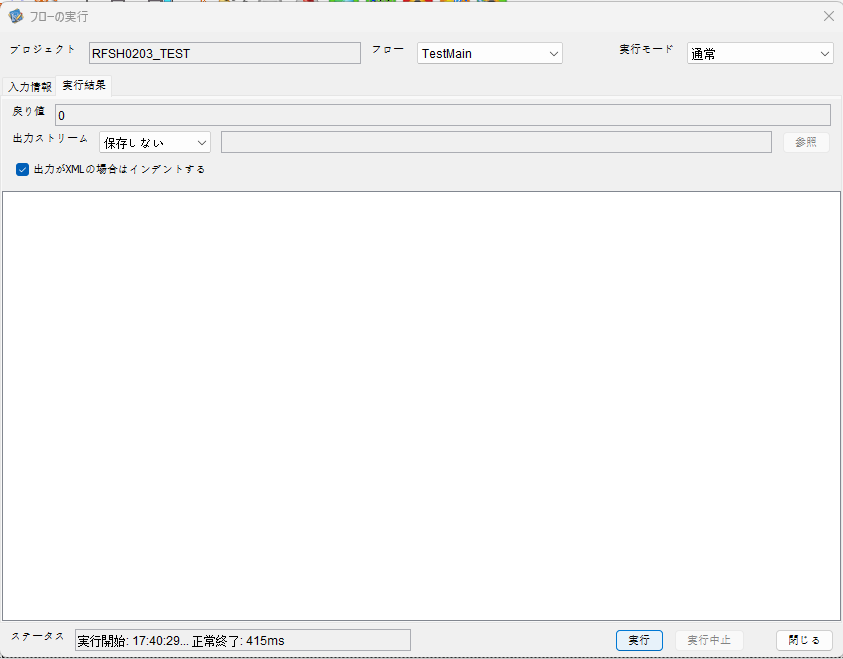 フローの実行
プロジェクト RFSH0203_TEST フロー TestMain 実行モード 通常
入力情報 実行結果
戻り値 0
出力ストリーム 保存しない 参照
出力がXMLの場合はインデントする
ステータス 実行開始: 17:40:29... 正常終了: 415ms 実行 実行中止 閉じる